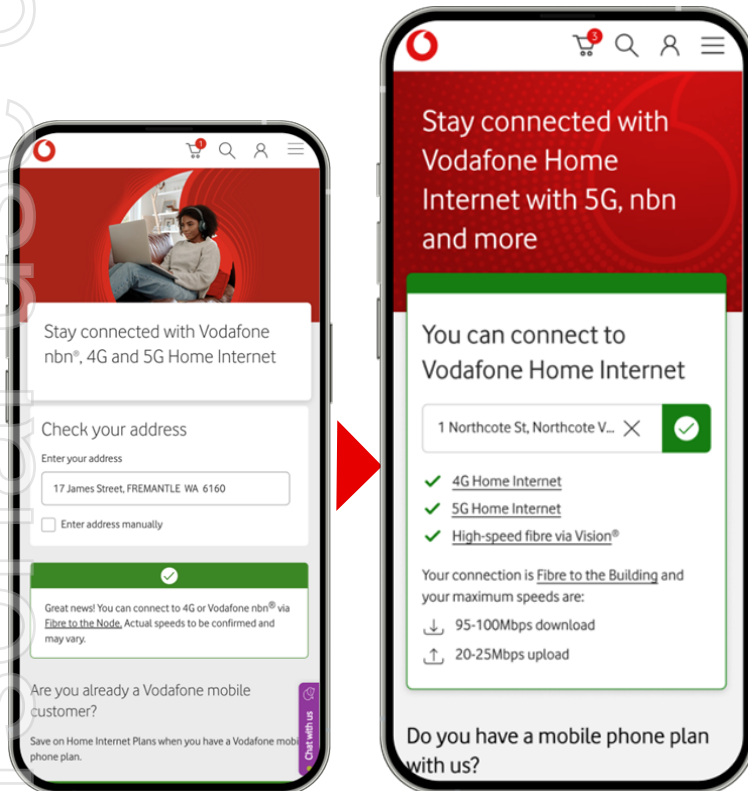 1
Stay connected with Vodafone
nbn®, 4G and 5G Home Internet
Check your address
Enter your address
17 James Street, FREMANTLE WA 6160
Enter address manually
Great news! You can connect to 4G or Vodafone nbn® via
Fibre to the Node. Actual speeds to be confirmed and
may vary.
Are you already a Vodafone mobile
customer?
Save on Home Internet Plans when you have a Vodafone mobi
phone plan.
Chat with us
3
Stay connected with
Vodafone Home
Internet with 5G, nbn
and more
You can connect to
Vodafone Home Internet
1 Northcote St, Northcote V...
4G Home Internet
5G Home Internet
High-speed fibre via Vision®
Your connection is Fibre to the Building and
your maximum speeds are:
95-100Mbps download
20-25Mbps upload
Do you have a mobile phone plan
with us?